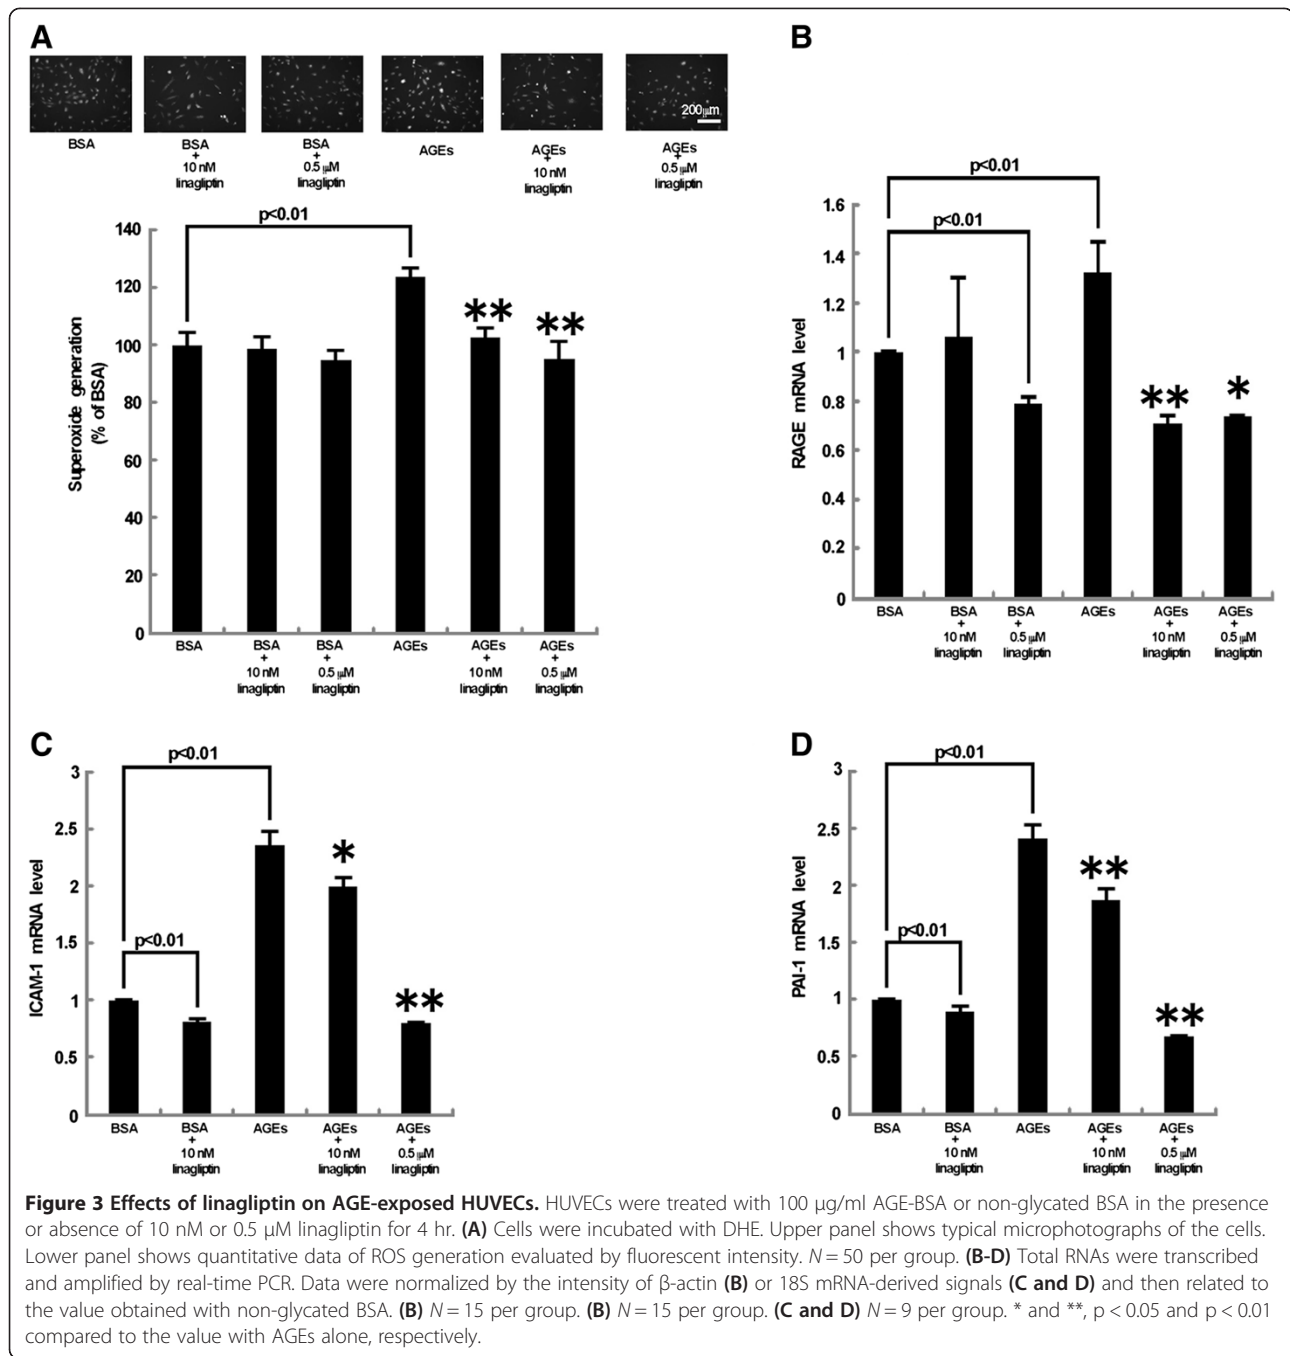 A
200μm
BSA
BSA
+
10 nM
linagliptin
BSA
+
0.5 μM
linagliptin
AGEs
AGEs
+
10 nM
linagliptin
AGEs
+
0.5 μM
linagliptin
p<0.01
140
120
100
80
60
40
20
0
Superoxide generation
(% of BSA)
**
**
BSA
BSA
+
10 nM
linagliptin
BSA
+
0.5 μM
linagliptin
AGEs
AGEs
+
10 nM
linagliptin
AGEs
+
0.5 μM
linagliptin
B
p<0.01
p<0.01
1.6
1.4
1.2
1
0.8
0.6
0.4
0.2
0
RAGE mRNA level
**
*
BSA
BSA
+
10 nM
linagliptin
BSA
+
0.5 μM
linagliptin
AGEs
AGEs
+
10 nM
linagliptin
AGEs
+
0.5 μM
linagliptin
C
p<0.01
p<0.01
3
2.5
2
1.5
1
0.5
0
ICAM-1 mRNA level
*
**
BSA
BSA
+
10 nM
linagliptin
AGEs
AGEs
+
10 nM
linagliptin
AGEs
+
0.5 μM
linagliptin
D
p<0.01
p<0.01
3
2.5
2
1.5
1
0.5
0
PAI-1 mRNA level
**
**
BSA
BSA
+
10 nM
linagliptin
AGEs
AGEs
+
10 nM
linagliptin
AGEs
+
0.5 μM
linagliptin
Figure 3 Effects of linagliptin on AGE-exposed HUVECs. HUVECs were treated with 100 μg/ml AGE-BSA or non-glycated BSA in the presence
or absence of 10 nM or 0.5 μM linagliptin for 4 hr. (A) Cells were incubated with DHE. Upper panel shows typical microphotographs of the cells.
Lower panel shows quantitative data of ROS generation evaluated by fluorescent intensity. N = 50 per group. (B-D) Total RNAs were transcribed
and amplified by real-time PCR. Data were normalized by the intensity of β-actin (B) or 18S mRNA-derived signals (C and D) and then related to
the value obtained with non-glycated BSA. (B) N = 15 per group. (B) N = 15 per group. (C and D) N = 9 per group. * and **, p < 0.05 and p < 0.01
compared to the value with AGEs alone, respectively.